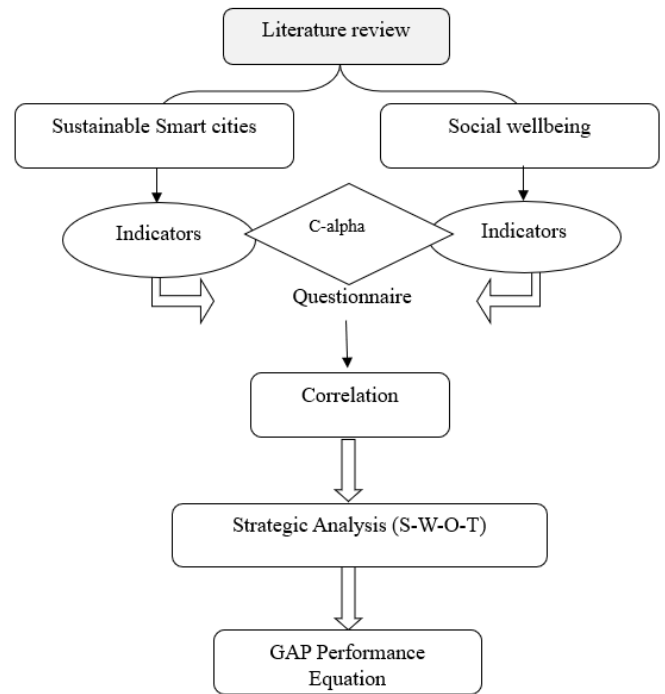 Literature review
Sustainable Smart cities
Social wellbeing
Indicators
C-alpha
Indicators
Questionnaire
Correlation
Strategic Analysis (S-W-O-T)
GAP Performance
Equation